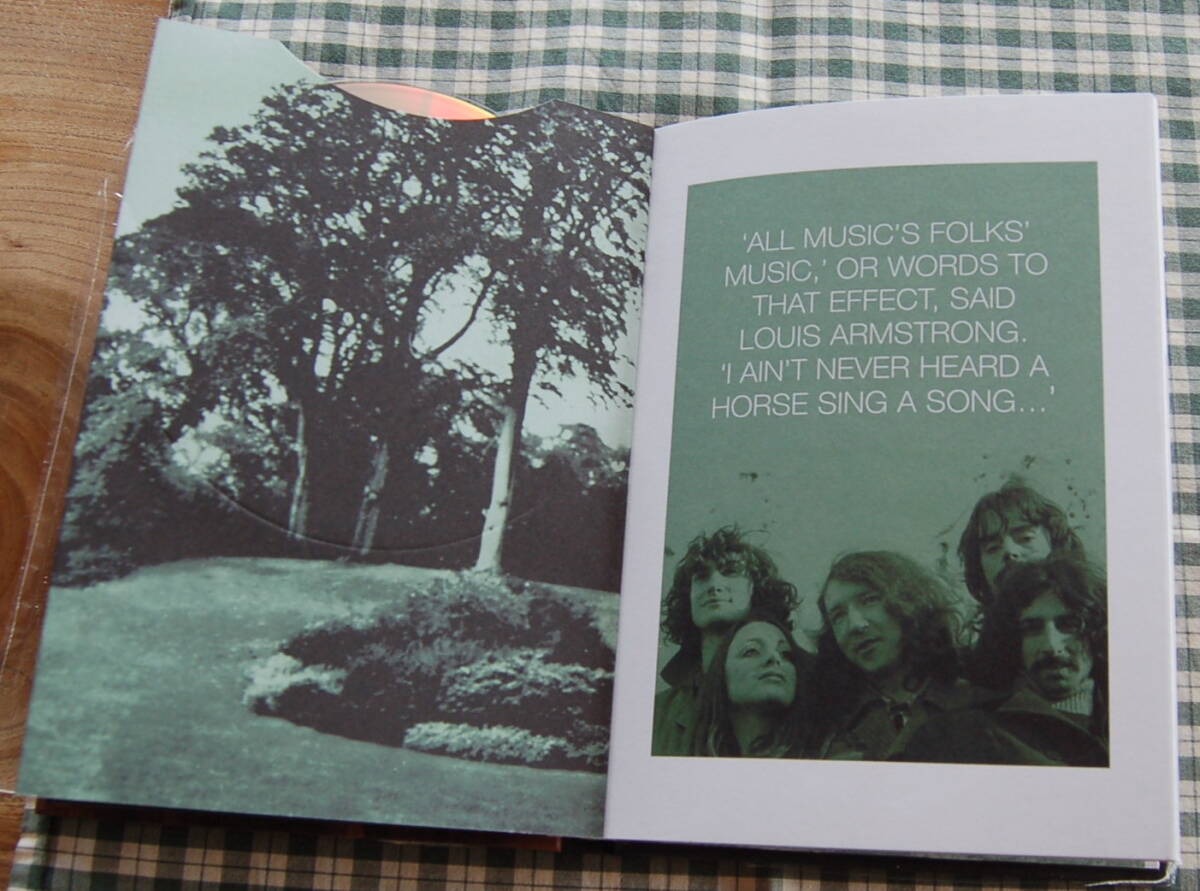 ‘ALL MUSIC’S FOLKS’
MUSIC,’ OR WORDS TO
THAT EFFECT, SAID
LOUIS ARMSTRONG.
‘I AIN’T NEVER HEARD A
HORSE SING A SONG...’